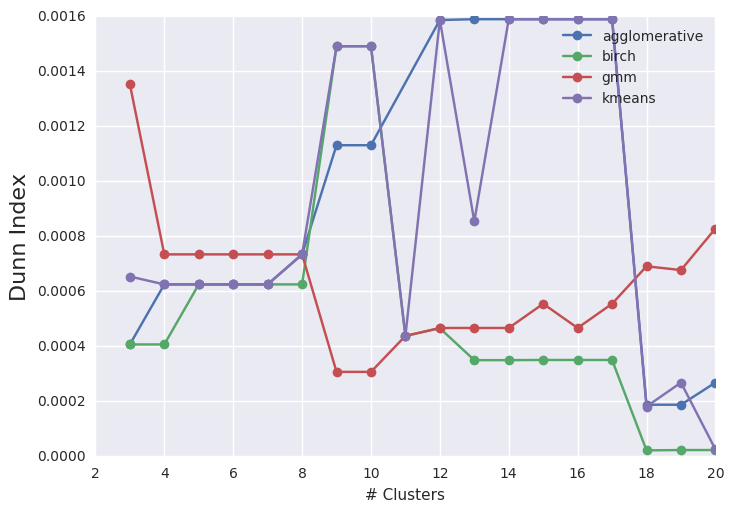 0.0016
0.0014
0.0012
0.0010
0.0008
0.0006
0.0004
0.0002
0.0000
Dunn Index
2 4 6 8 10 12 14 16 18 20
# Clusters
agglomerative
birch
gmm
kmeans